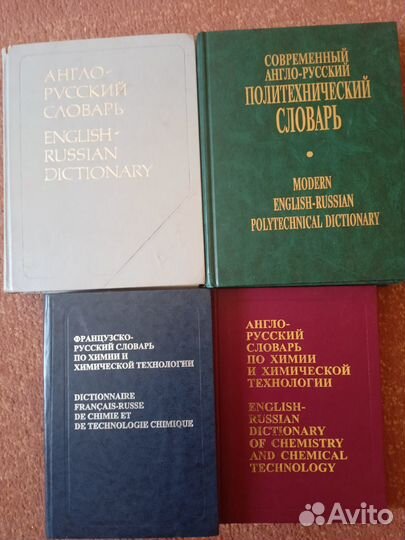 АНГЛО-
РУССКИЙ
СЛОВАРЬ
ENGLISH-
RUSSIAN
DICTIONARY
СОВРЕМЕННЫЙ
АНГЛО-РУССКИЙ
ПОЛИТЕХНИЧЕСКИЙ
СЛОВАРЬ
•
MODERN
ENGLISH-RUSSIAN
POLYTECHNICAL DICTIONARY
ФРАНЦУЗСКО-
РУССКИЙ СЛОВАРЬ
ПО ХИМИИ И
ХИМИЧЕСКОЙ ТЕХНОЛОГИИ
DICTIONNAIRE
FRANÇAIS-RUSSE
DE CHIMIE ET
DE TECHNOLOGIE CHIMIQUE
АНГЛО-
РУССКИЙ
СЛОВАРЬ
ПО ХИМИИ
И ХИМИЧЕСКОЙ
ТЕХНОЛОГИИ
ENGLISH-
RUSSIAN
DICTIONARY
OF CHEMISTRY
AND CHEMICAL
TECHNOLOGY
Avito